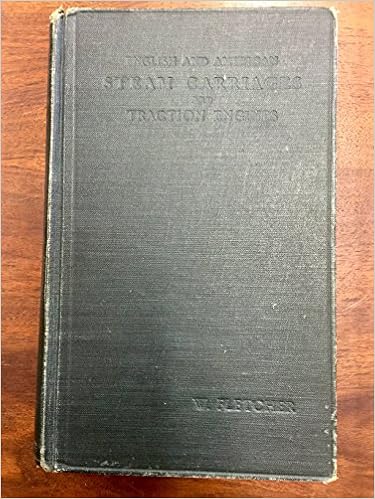 ENGLISH AND AMERICAN
STEAM CARRIAGES
AND
TRACTION ENGINES
W. FLETCHER